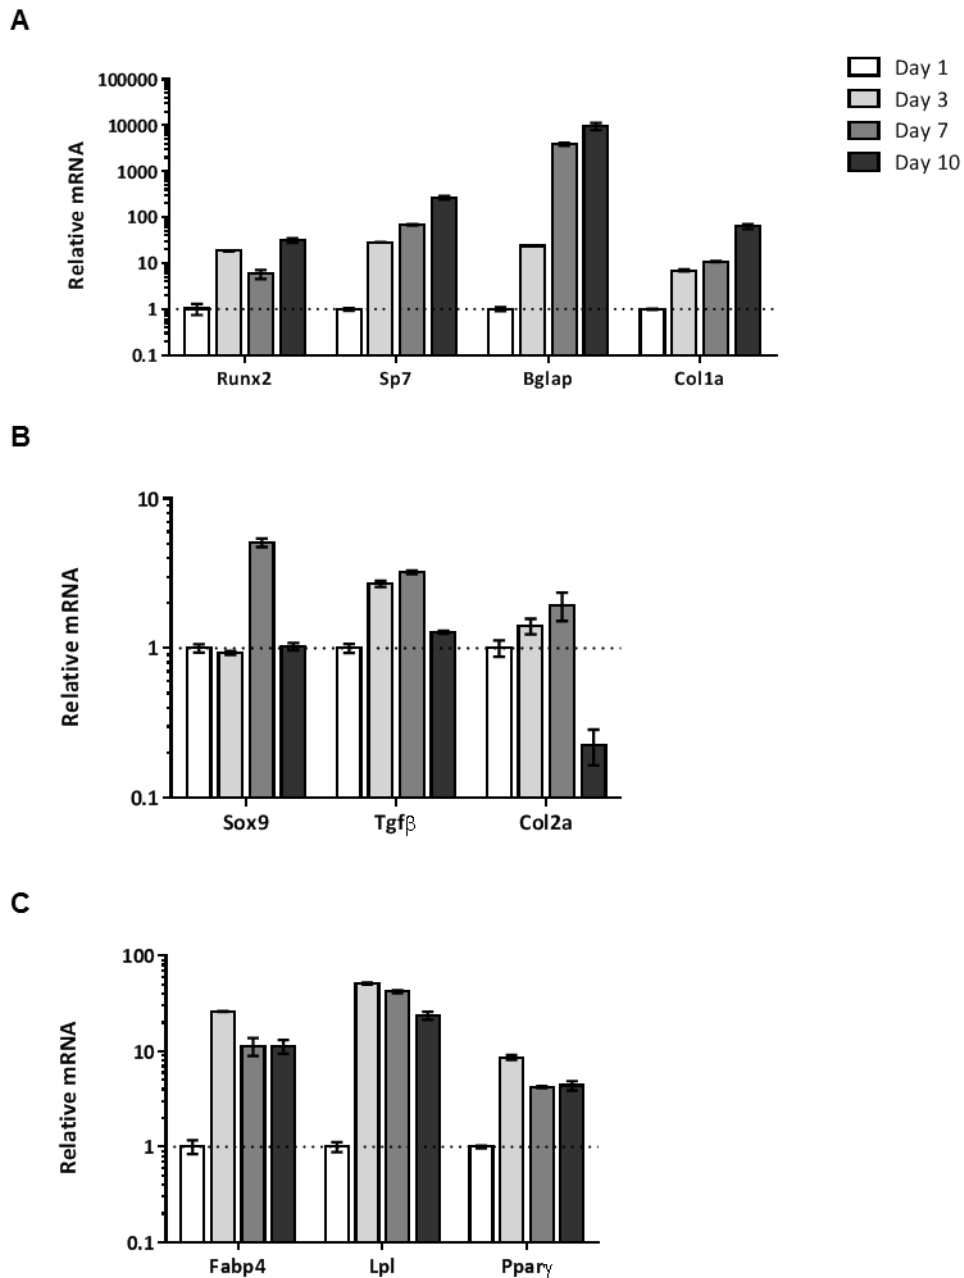 A
Relative mRNA
100000
10000
1000
100
10
1
0.1
Runx2 Sp7 Bglap Col1a
Day 1
Day 3
Day 7
Day 10
B
Relative mRNA
10
1
0.1
Sox9 Tgfβ Col2a
C
Relative mRNA
100
10
1
0.1
Fabp4 Lpl Pparγ